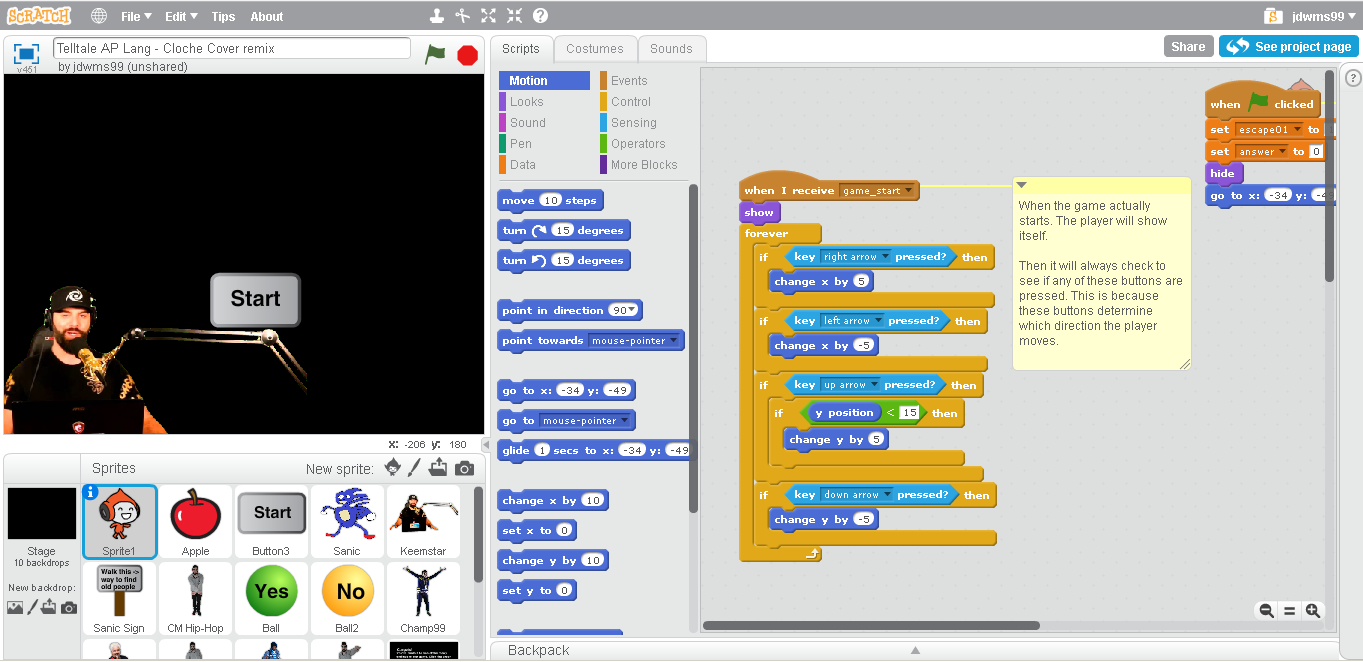 SCRATCH
File ▾ Edit ▾ Tips About
jdwms99 ▾
v451
Telltale AP Lang - Cloche Cover remix
by jdwms99 (unshared)
Start
X: -206 y: 180
Sprites
New sprite:
Sprite1
Apple
Start
Button3
Sanic
Keemstar
Stage
10 backdrops
New backdrop:
Walk this ->
way to find
old people
Sanic Sign
CM Hip-Hop
Yes
Ball
No
Ball2
Champ99
Scripts
Costumes
Sounds
Share
See project page
Motion
Looks
Sound
Pen
Data
Events
Control
Sensing
Operators
More Blocks
move 10 steps
turn 15 degrees
turn 15 degrees
point in direction 90▾
point towards mouse-pointer
go to x: -34 y: -49
go to mouse-pointer
glide 1 secs to x: -34 y: -49
change x by 10
set x to 0
change y by 10
set y to 0
when I receive game_start
show
forever
if key right arrow pressed? then
change x by 5
if key left arrow pressed? then
change x by -5
if key up arrow pressed? then
if y position < 15 then
change y by 5
if key down arrow pressed? then
change y by -5
When the game actually
starts. The player will show
itself.
Then it will always check to
see if any of these buttons are
pressed. This is because
these buttons determine
which direction the player
moves.
when clicked
set escape01 to
set answer to 0
hide
go to x: -34 y:
Backpack